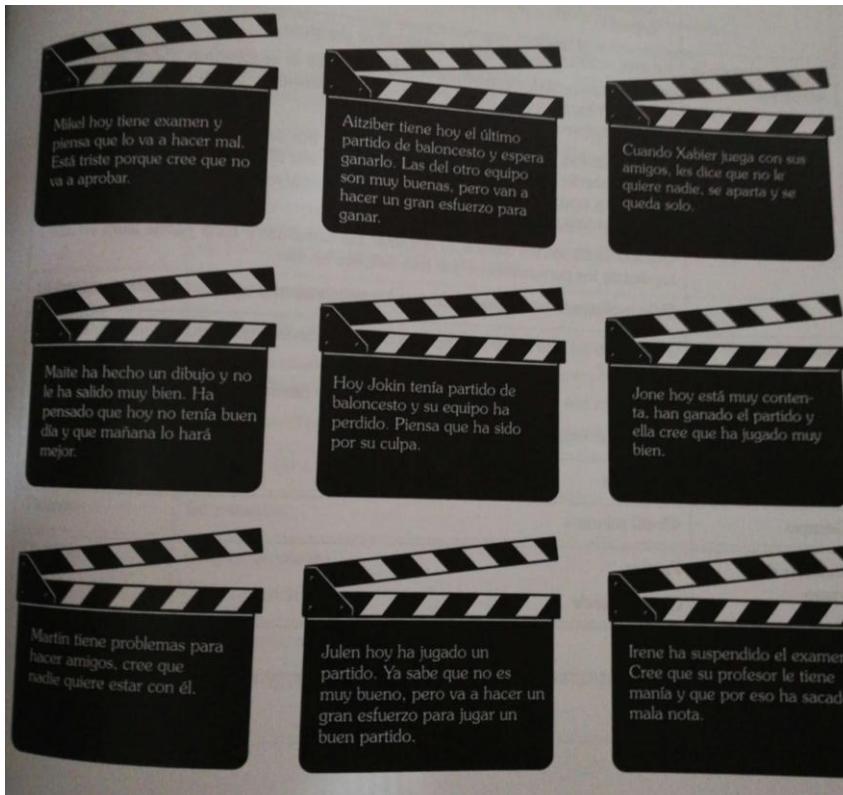 Mikel hoy tiene examen y
piensa que lo va a hacer mal.
Está triste porque cree que no
va a aprobar.
Aitziber tiene hoy el último
partido de baloncesto y espera
ganarlo. Las del otro equipo
son muy buenas, pero van a
hacer un gran esfuerzo para
ganar.
Cuando Xabier juega con sus
amigos, les dice que no le
quiere nadie, se aparta y se
queda solo.
Maite ha hecho un dibujo y no
le ha salido muy bien. Ha
pensado que hoy no tenía buen
día y que mañana lo hará
mejor.
Hoy Jokin tenía partido de
baloncesto y su equipo ha
perdido. Piensa que ha sido
por su culpa.
Jone hoy está muy conten-
ta, han ganado el partido y
ella cree que ha jugado muy
bien.
Martin tiene problemas para
hacer amigos, cree que
nadie quiere estar con él.
Julen hoy ha jugado un
partido. Ya sabe que no es
muy bueno, pero va a hacer un
gran esfuerzo para jugar un
buen partido.
Irene ha suspendido el examen
Cree que su profesor le tiene
manía y que por eso ha sacad
mala nota.